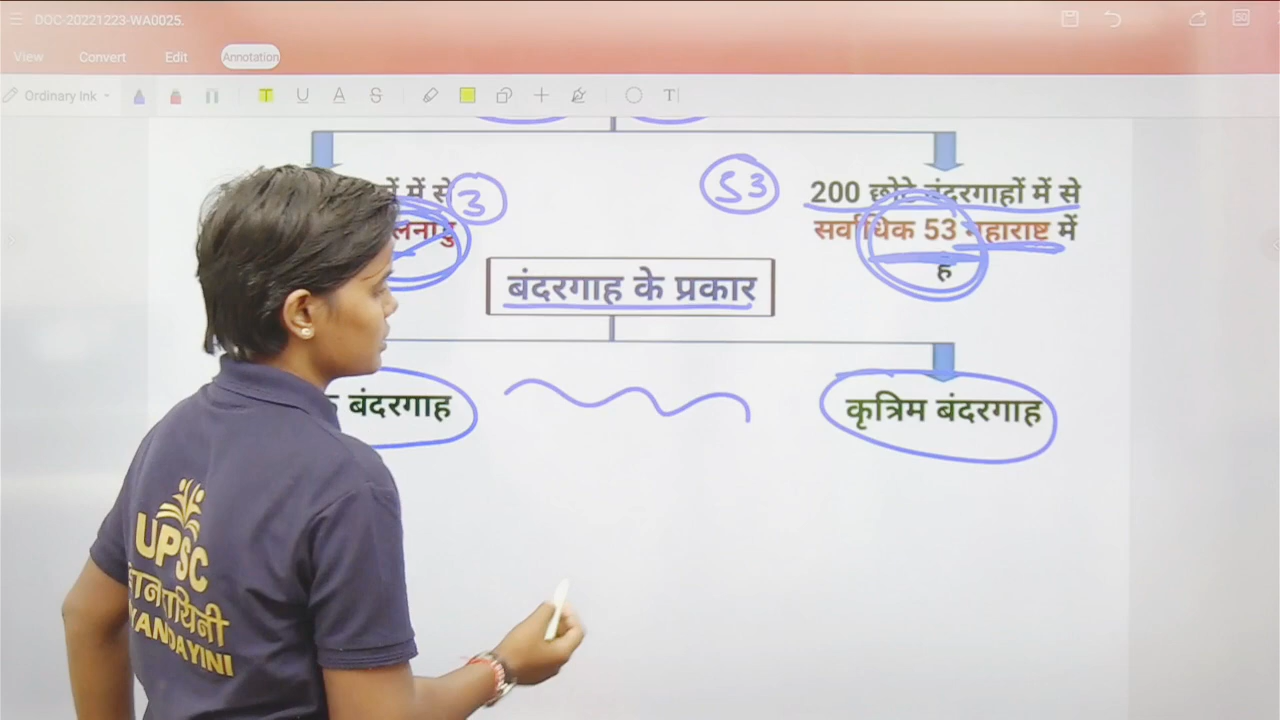 DOC-20221223-WA0025.
View Convert Edit Annotation
Ordinary Ink
में से
3
53
200 छोटे बंदरगाहों में से
सर्वाधिक 53 महाराष्ट्र में
है
बंदरगाह के प्रकार
बंदरगाह
कृत्रिम बंदरगाह
UPSC